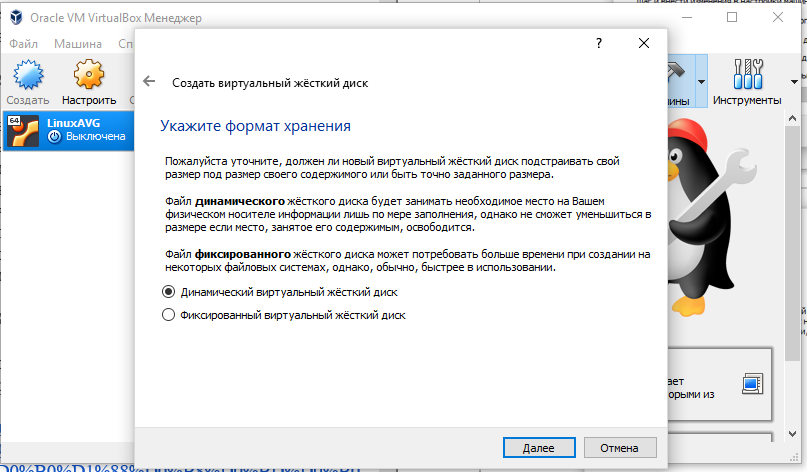 Oracle VM VirtualBox Менеджер
Файл Машина Сп
?
Создать Настроить
Инструменты
64 LinuxAVG
Выключена
Создать виртуальный жёсткий диск
Укажите формат хранения
Пожалуйста уточните, должен ли новый виртуальный жёсткий диск подстраивать свой
размер под размер своего содержимого или быть точно заданного размера.
Файл динамического жёсткого диска будет занимать необходимое место на Вашем
физическом носителе информации лишь по мере заполнения, однако не сможет уменьшиться в
размере если место, занятое его содержимым, освободится.
Файл фиксированного жёсткого диска может потребовать больше времени при создании на
некоторых файловых системах, однако, обычно, быстрее в использовании.
Динамический виртуальный жёсткий диск
Фиксированный виртуальный жёсткий диск
ает
орыми из
Далее Отмена